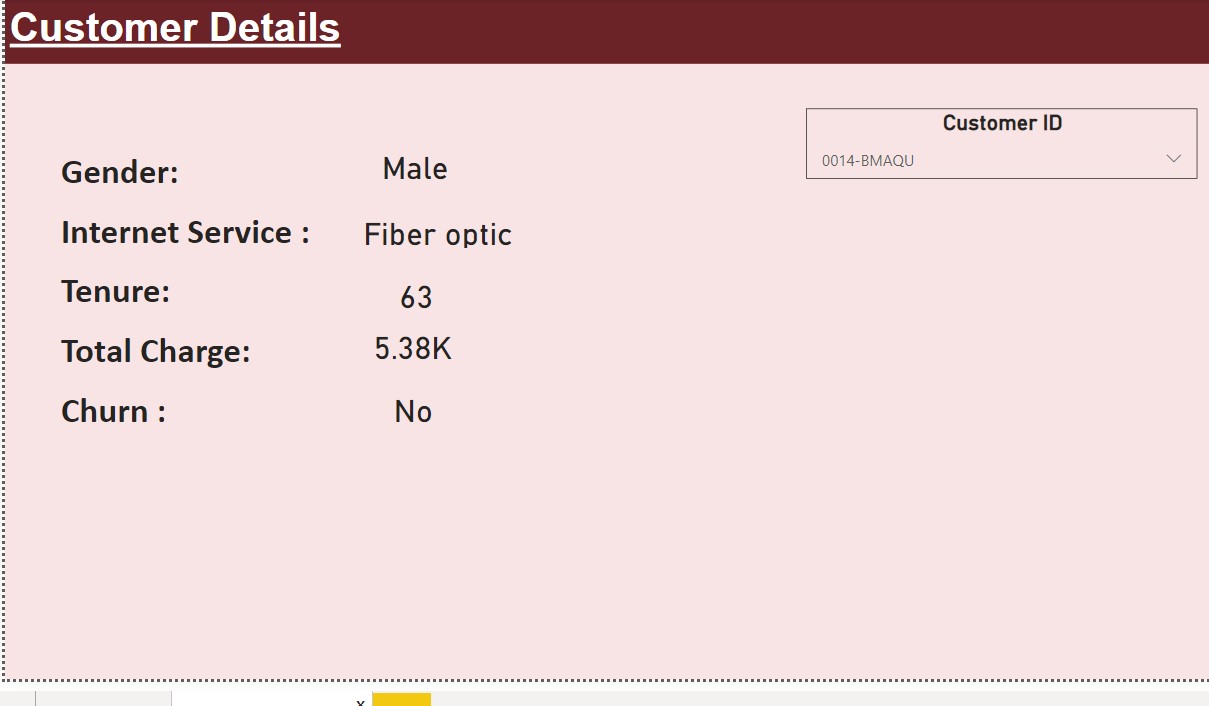 Customer Details
Customer ID
0014-BMAQU
Gender: Male
Internet Service : Fiber optic
Tenure: 63
Total Charge: 5.38K
Churn : No
x